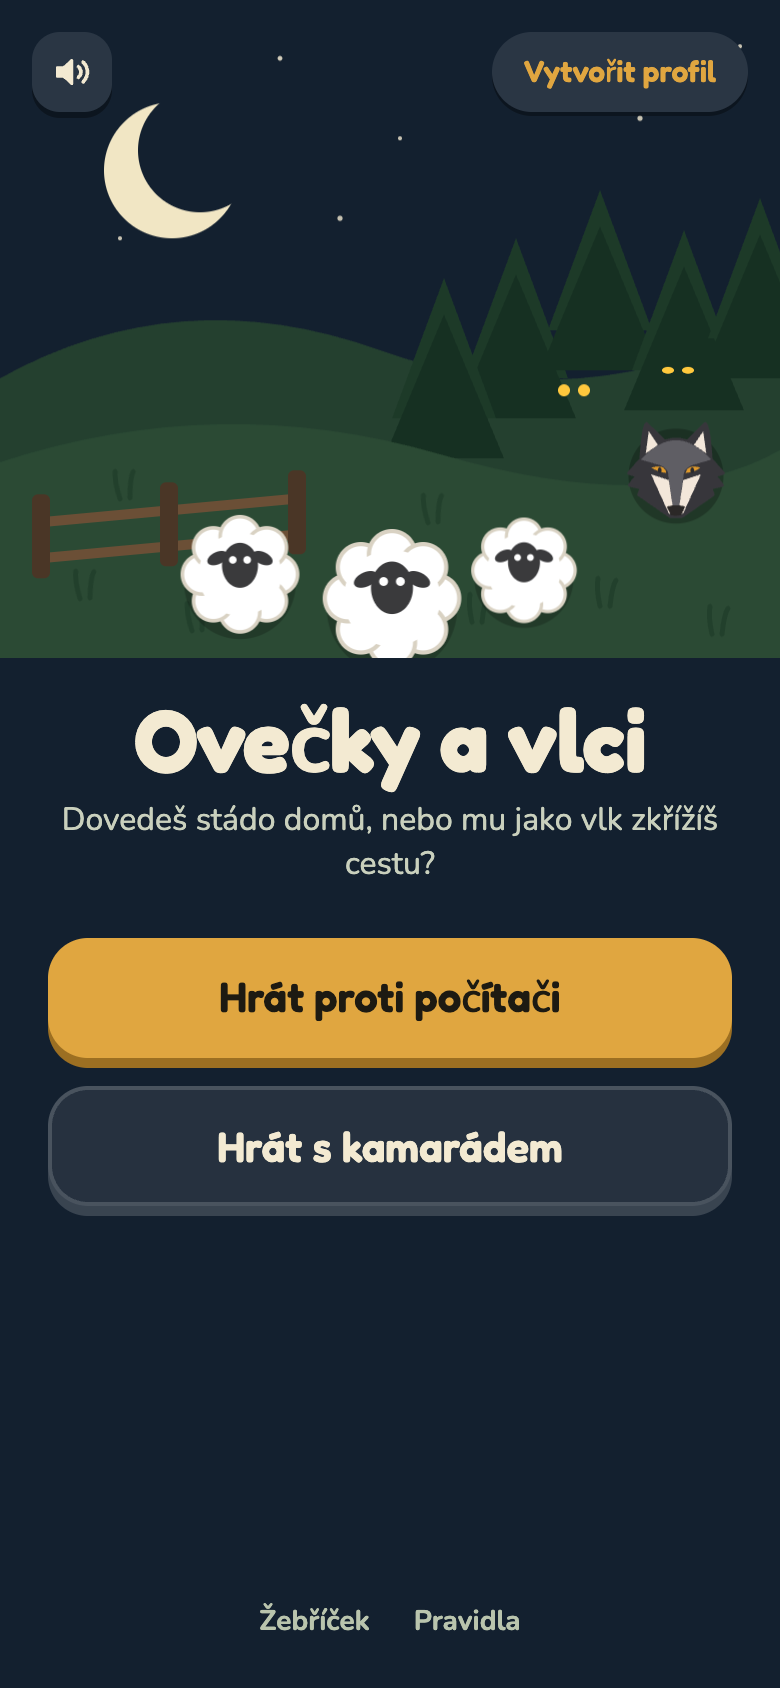 Vytvořit profil
Ovečky a vlci
Dovedeš stádo domů, nebo mu jako vlk zkřížíš
cestu?
Hrát proti počítači
Hrát s kamarádem
Žebříček Pravidla